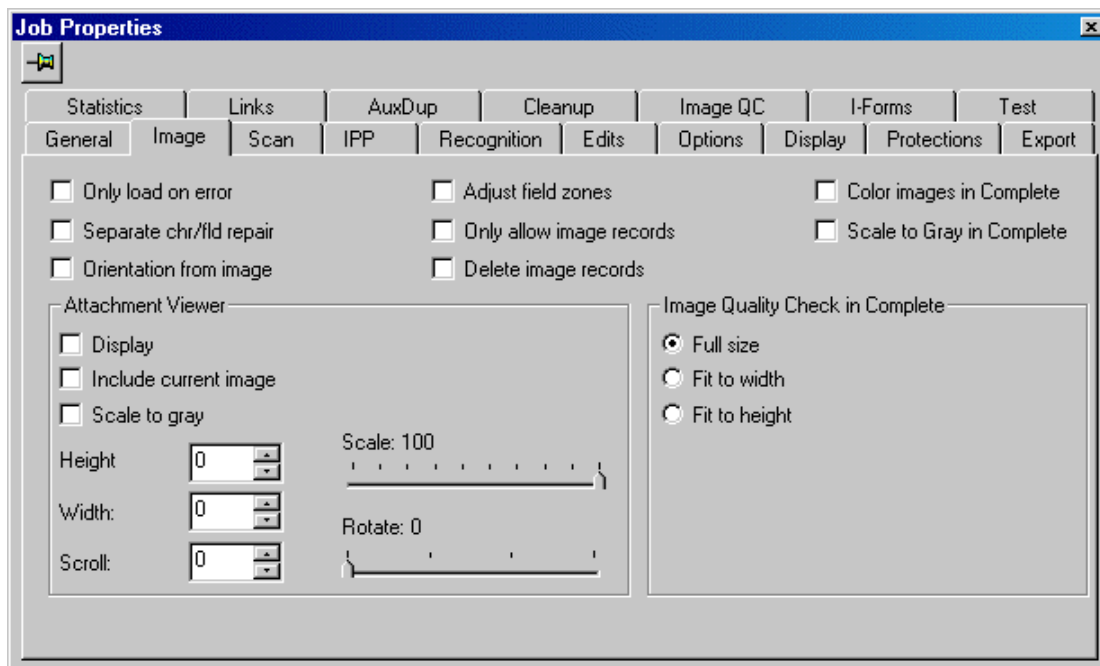 Job Properties
Statistics Links AuxDup Cleanup Image QC I-Forms Test
General Image Scan IPP Recognition Edits Options Display Protections Export
Only load on error Adjust field zones Color images in Complete
Separate chr/fld repair Only allow image records Scale to Gray in Complete
Orientation from image Delete image records
Attachment Viewer
Display
Include current image
Scale to gray
Height 0
Width: 0
Scroll: 0
Scale: 100
Rotate: 0
Image Quality Check in Complete
Full size
Fit to width
Fit to height